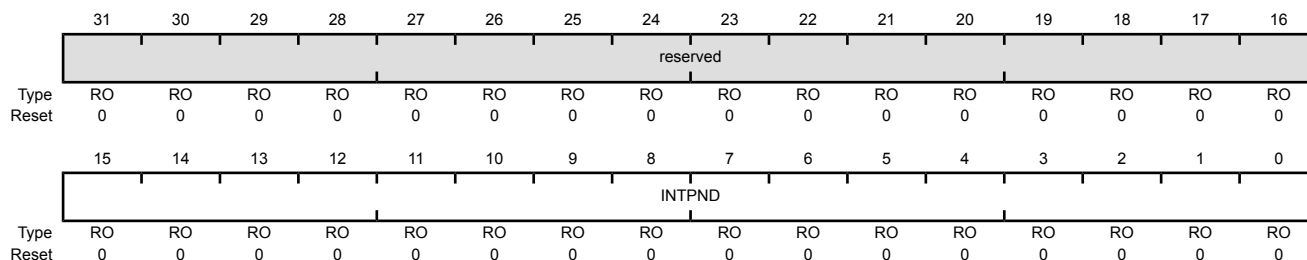 31 30 29 28 27 26 25 24 23 22 21 20 19 18 17 16
reserved
Type RO RO RO RO RO RO RO RO RO RO RO RO RO RO RO RO
Reset 0 0 0 0 0 0 0 0 0 0 0 0 0 0 0 0
15 14 13 12 11 10 9 8 7 6 5 4 3 2 1 0
INTPND
Type RO RO RO RO RO RO RO RO RO RO RO RO RO RO RO RO
Reset 0 0 0 0 0 0 0 0 0 0 0 0 0 0 0 0